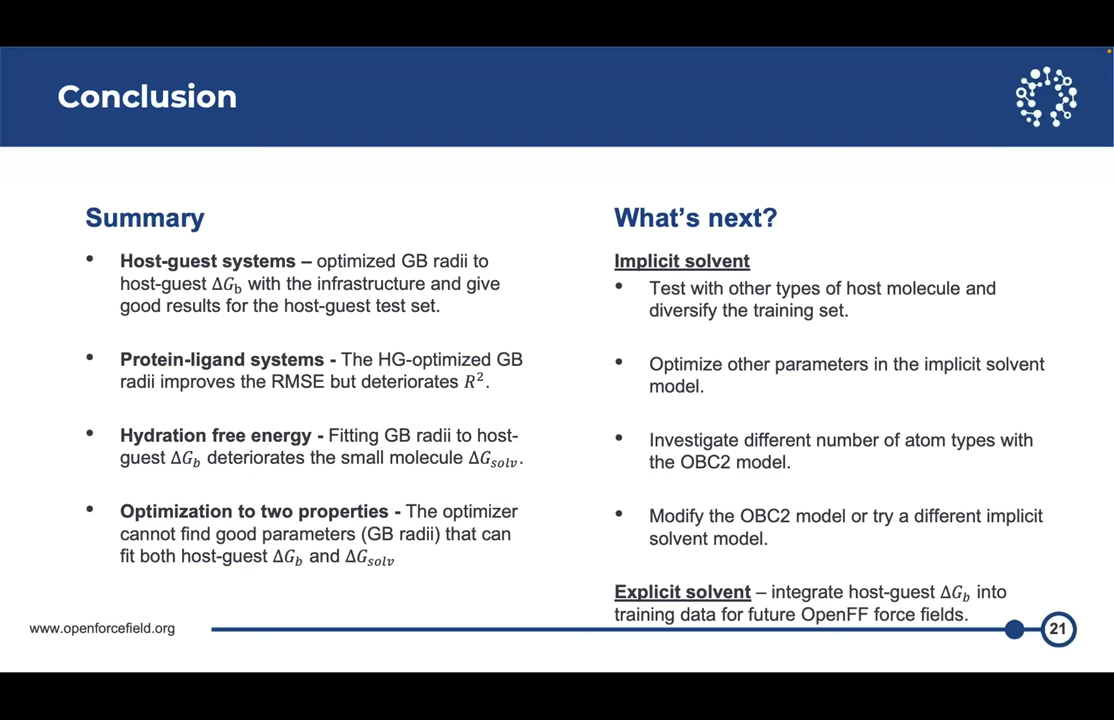 Conclusion
Summary
• Host-guest systems – optimized GB radii to
host-guest ΔG_b with the infrastructure and give
good results for the host-guest test set.
• Protein-ligand systems - The HG-optimized GB
radii improves the RMSE but deteriorates R².
• Hydration free energy - Fitting GB radii to host-
guest ΔG_b deteriorates the small molecule ΔG_solv.
• Optimization to two properties - The optimizer
cannot find good parameters (GB radii) that can
fit both host-guest ΔG_b and ΔG_solv
What's next?
Implicit solvent
• Test with other types of host molecule and
diversify the training set.
• Optimize other parameters in the implicit solvent
model.
• Investigate different number of atom types with
the OBC2 model.
• Modify the OBC2 model or try a different implicit
solvent model.
Explicit solvent – integrate host-guest ΔG_b into
training data for future OpenFF force fields.
www.openforcefield.org
21